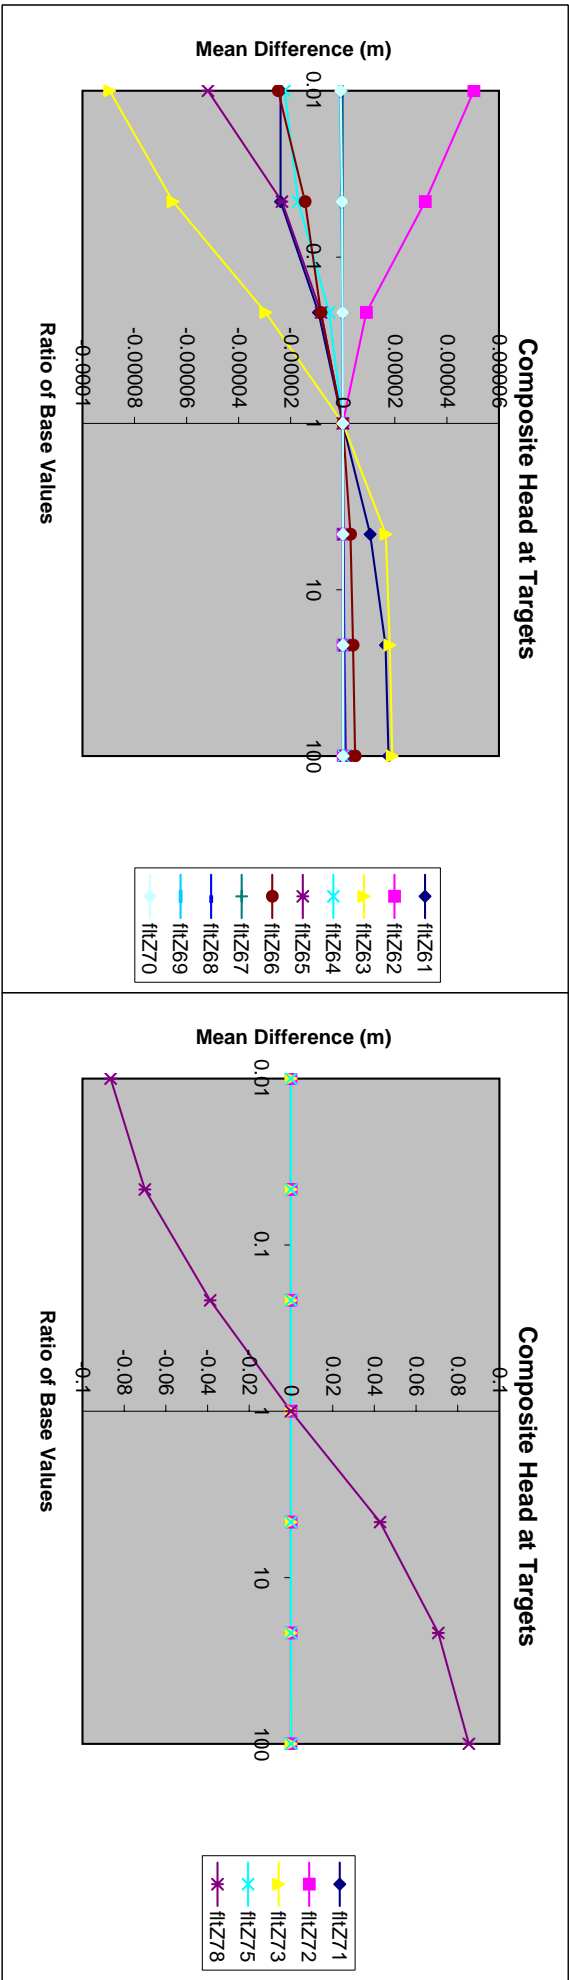 Composite Head at Targets
Mean Difference (m)
0.00006
0.00004
0.00002
0
-0.00002
-0.00004
-0.00006
-0.00008
-0.0001
0.01
0.1
1
10
100
Ratio of Base Values
fltZ61
fltZ62
fltZ63
fltZ64
fltZ65
fltZ66
fltZ67
fltZ68
fltZ69
fltZ70
Composite Head at Targets
Mean Difference (m)
0.1
0.08
0.06
0.04
0.02
0
-0.02
-0.04
-0.06
-0.08
-0.1
0.01
0.1
1
10
100
Ratio of Base Values
fltZ71
fltZ72
fltZ73
fltZ75
fltZ78